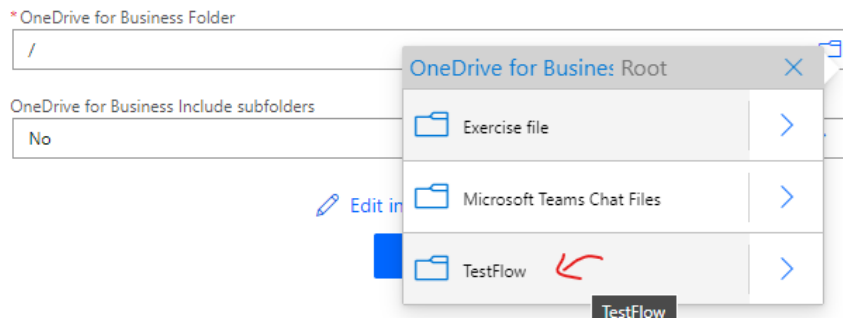 * OneDrive for Business Folder
/
OneDrive for Busines Root
OneDrive for Business Include subfolders
No
Exercise file
Microsoft Teams Chat Files
Edit in
TestFlow
TestFlow